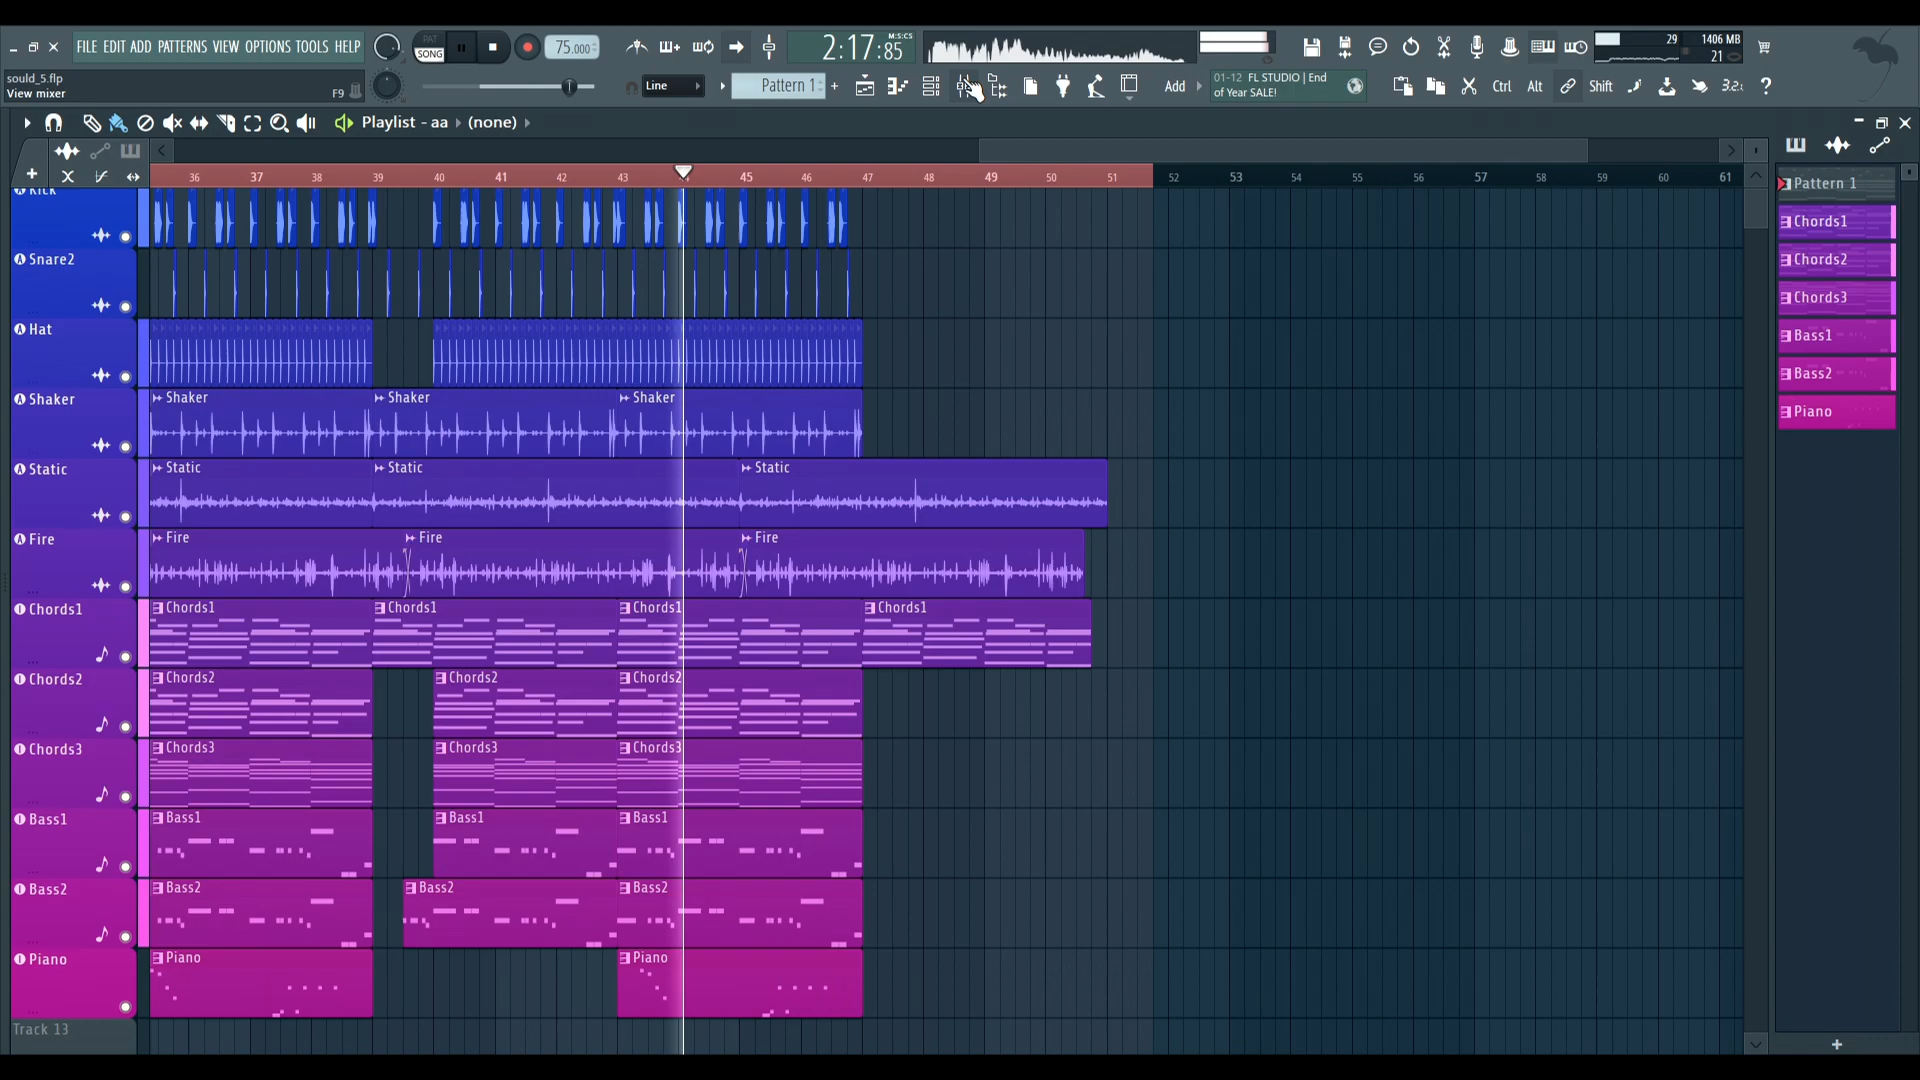 FILE EDIT ADD PATTERNS VIEW OPTIONS TOOLS HELP
PAT
SONG
75.000
M:S:CS
2:17:85
29
1406 MB
21
sould_5.flp
View mixer
F9
Line
Pattern 1
Add
01-12 FL STUDIO | End
of Year SALE!
Ctrl
Alt
Shift
Playlist - aa
(none)
36 37 38 39 40 41 42 43 45 46 47 48 49 50 51 52 53 54 55 56 57 58 59 60 61
Kick
Snare2
Hat
Shaker
Shaker
Shaker
Shaker
Static
Static
Static
Static
Fire
Fire
Fire
Fire
Chords1
Chords1
Chords1
Chords1
Chords1
Chords2
Chords2
Chords2
Chords2
Chords3
Chords3
Chords3
Chords3
Bass1
Bass1
Bass1
Bass1
Bass2
Bass2
Bass2
Bass2
Piano
Piano
Piano
Track 13
Pattern 1
Chords1
Chords2
Chords3
Bass1
Bass2
Piano